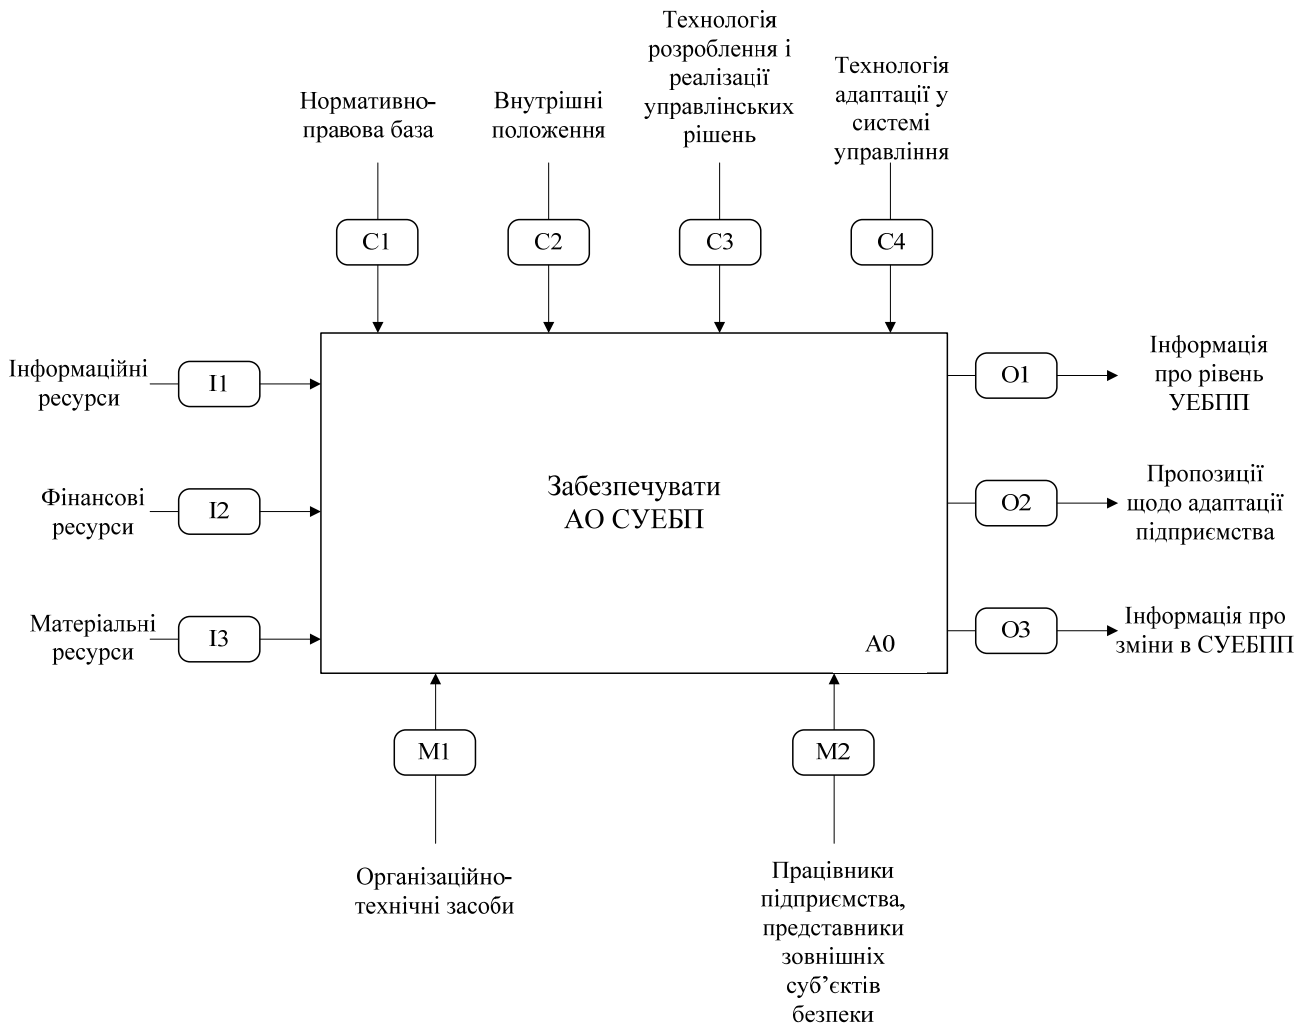 Технологія
розроблення і
реалізації
управлінських
рішень
Технологія
адаптації у
системі
управління
Нормативно-
правова база
Внутрішні
положення
C1
C2
C3
C4
Інформаційні
ресурси
I1
Фінансові
ресурси
I2
Матеріальні
ресурси
I3
Забезпечувати
АО СУЕБП
A0
O1
Інформація
про рівень
УЕБПП
O2
Пропозиції
щодо адаптації
підприємства
O3
Інформація про
зміни в СУЕБПП
M1
M2
Організаційно-
технічні засоби
Працівники
підприємства,
представники
зовнішніх
суб’єктів
безпеки